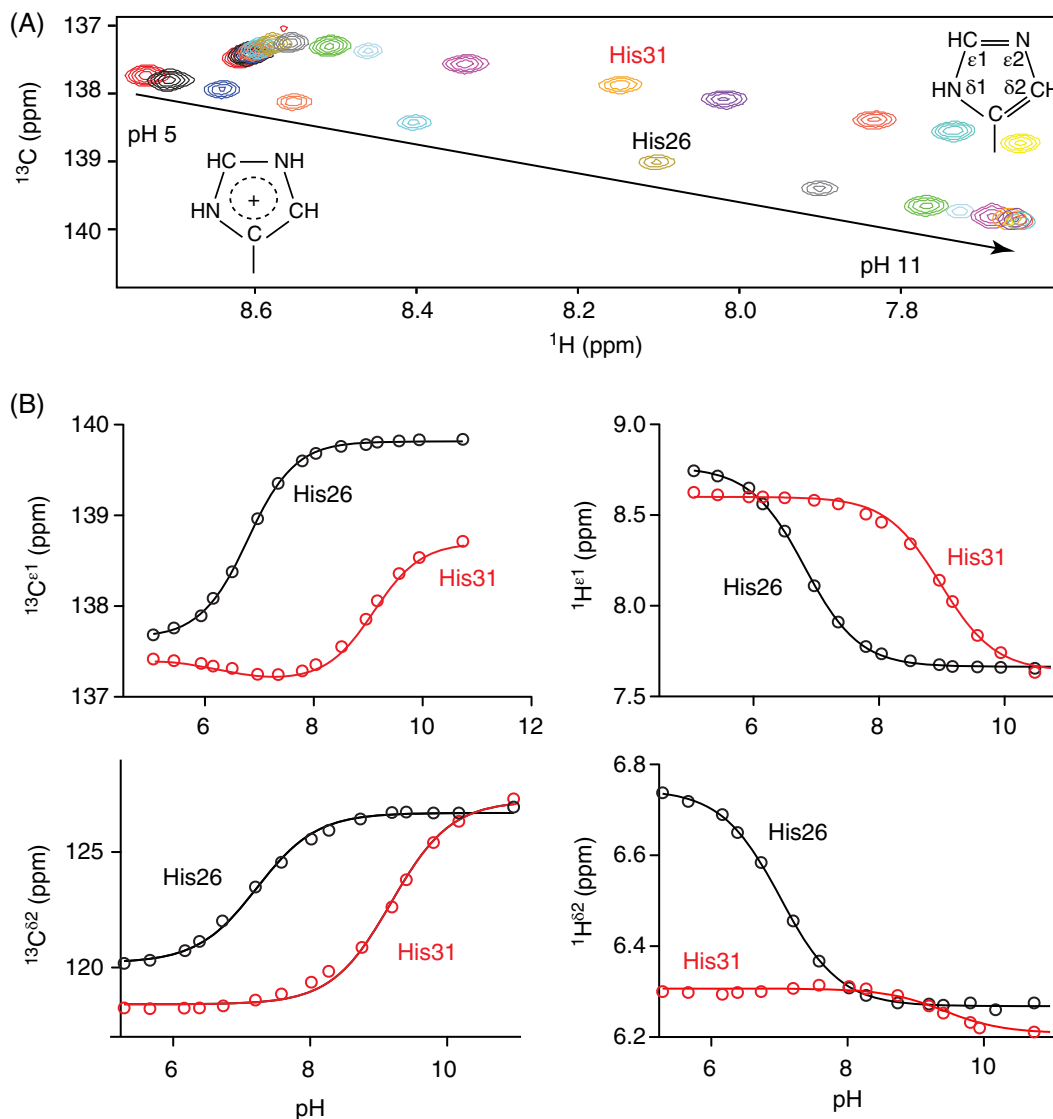 (A)
137
138
139
140
¹³C (ppm)
His31
His26
pH 5
pH 11
HC NH
HN CH
+
C
HC N
ε1 ε2
HN δ1 δ2 CH
C
8.6 8.4 8.2 8.0 7.8
¹H (ppm)
(B)
140
139
138
137
¹³Cᵋ¹ (ppm)
His26
His31
6 8 10 12
9.0
8.5
8.0
7.5
¹Hᵋ¹ (ppm)
His26
His31
6 8 10
125
120
¹³Cᵟ² (ppm)
His26
His31
6 8 10
pH
6.8
6.6
6.4
6.2
¹Hᵟ² (ppm)
His26
His31
6 8 10
pH